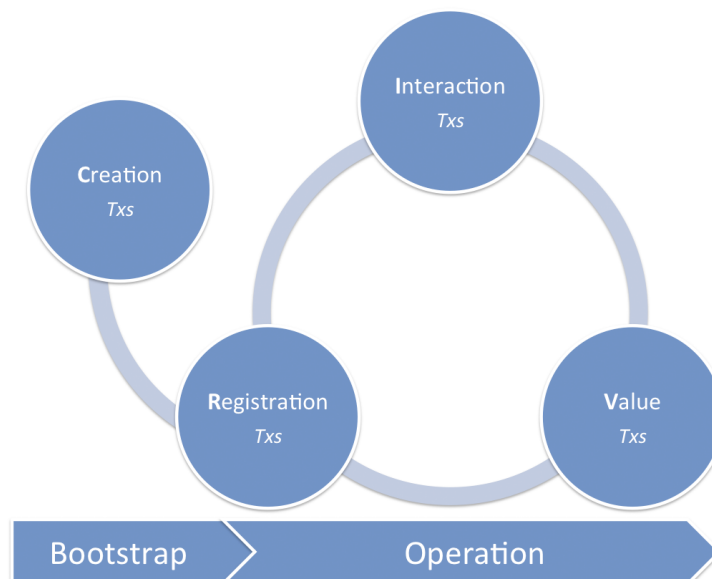 Interaction
Txs
Creation
Txs
Registration
Txs
Value
Txs
Bootstrap
Operation